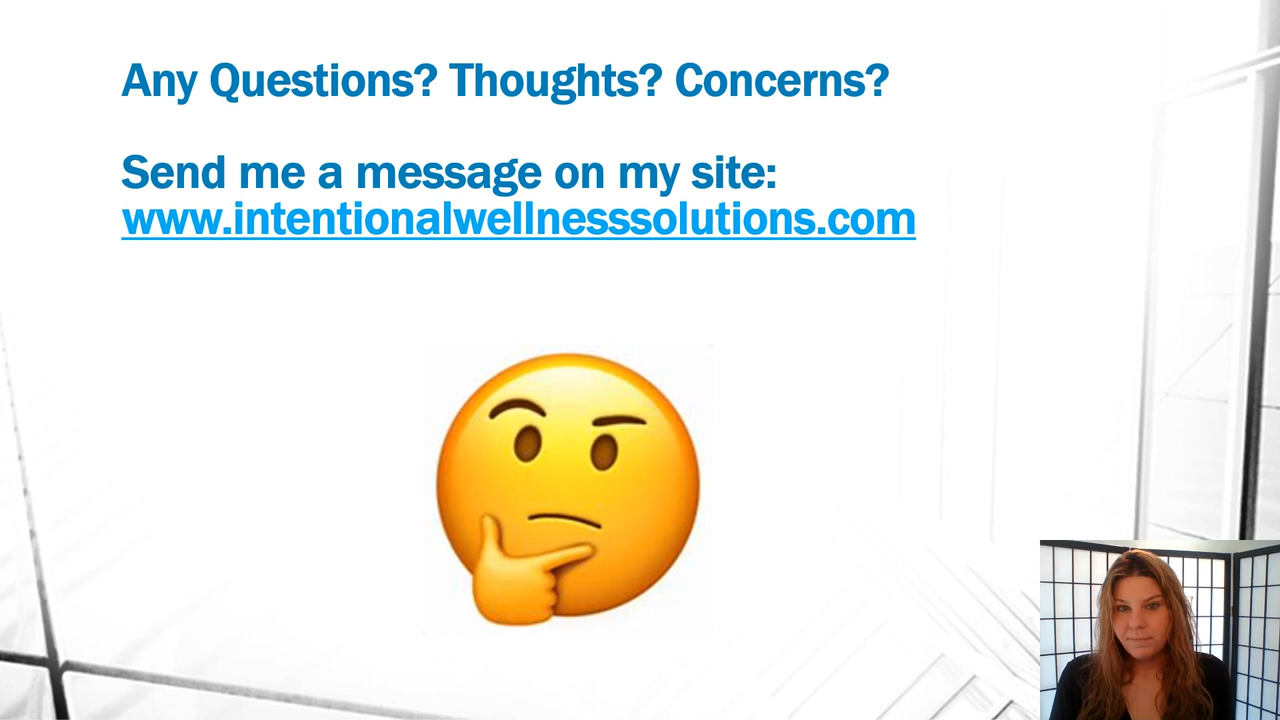 Any Questions? Thoughts? Concerns?
Send me a message on my site:
www.intentionalwellnesssolutions.com